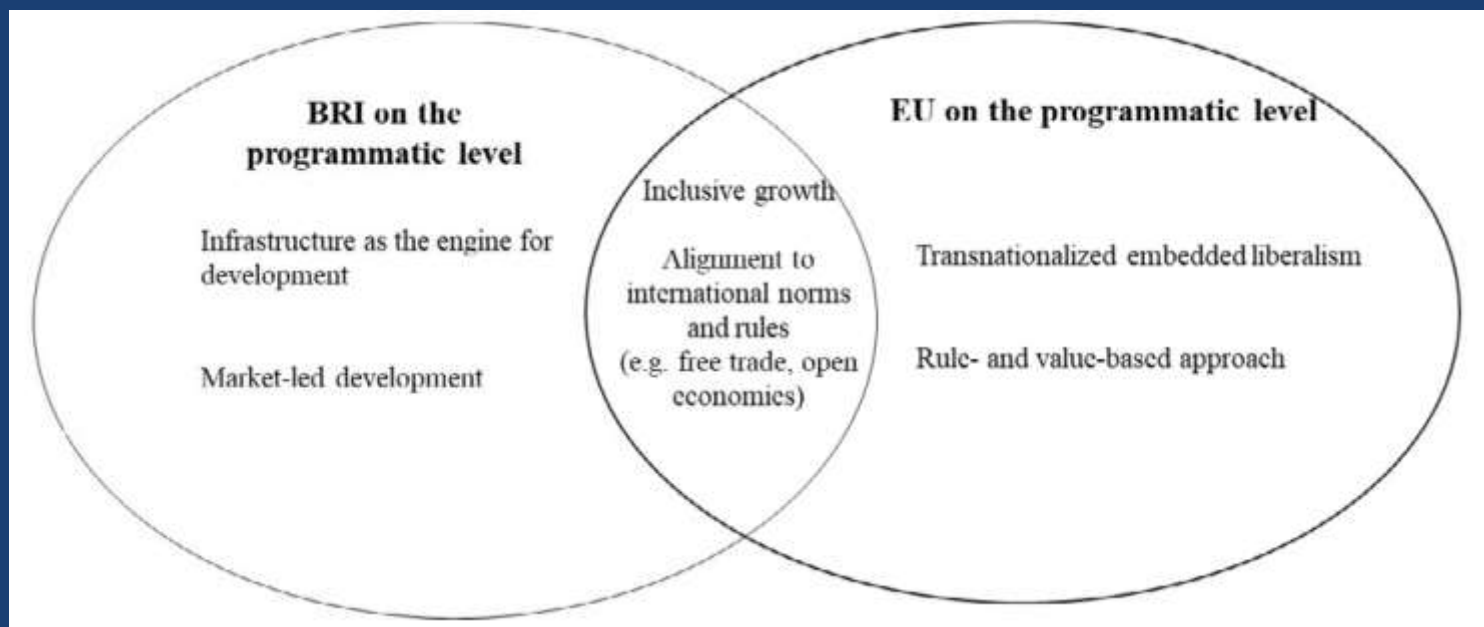 BRI on the
programmatic level
Infrastructure as the engine for
development
Market-led development
Inclusive growth
Alignment to
international norms
and rules
(e.g. free trade, open
economies)
EU on the programmatic level
Transnationalized embedded liberalism
Rule- and value-based approach